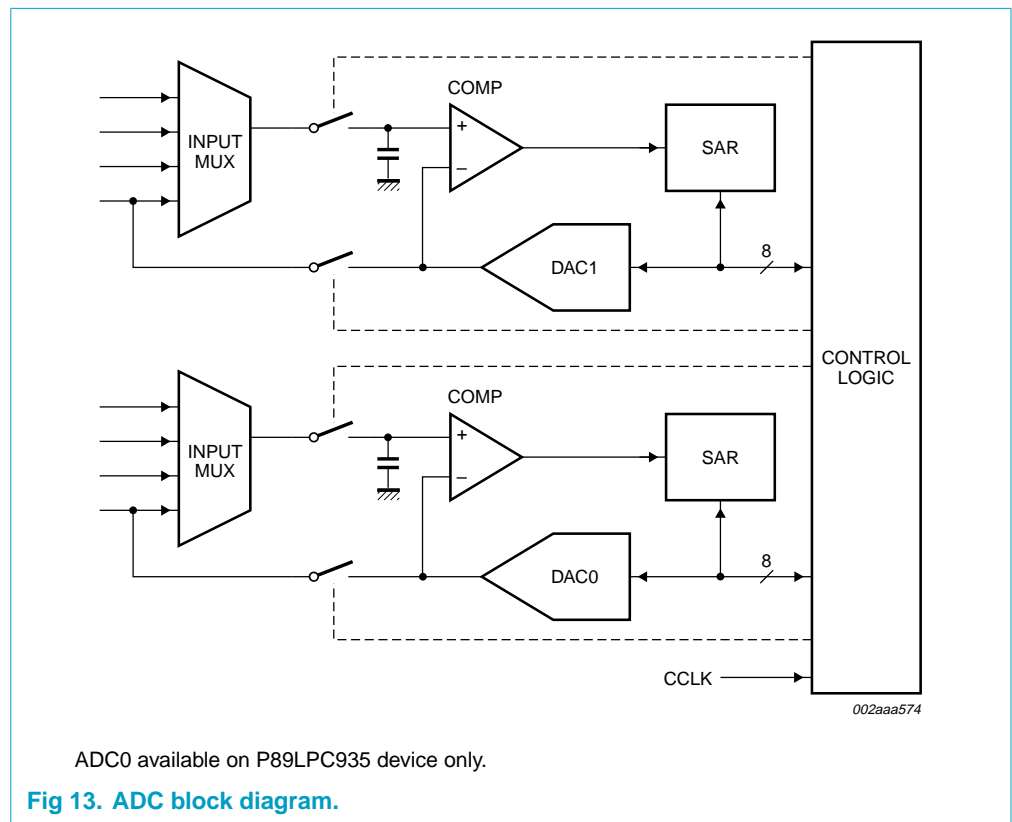 COMP
INPUT
MUX
+
–
SAR
DAC1
8
CONTROL
LOGIC
COMP
INPUT
MUX
+
–
SAR
DAC0
8
CCLK
002aaa574
ADC0 available on P89LPC935 device only.
Fig 13. ADC block diagram.